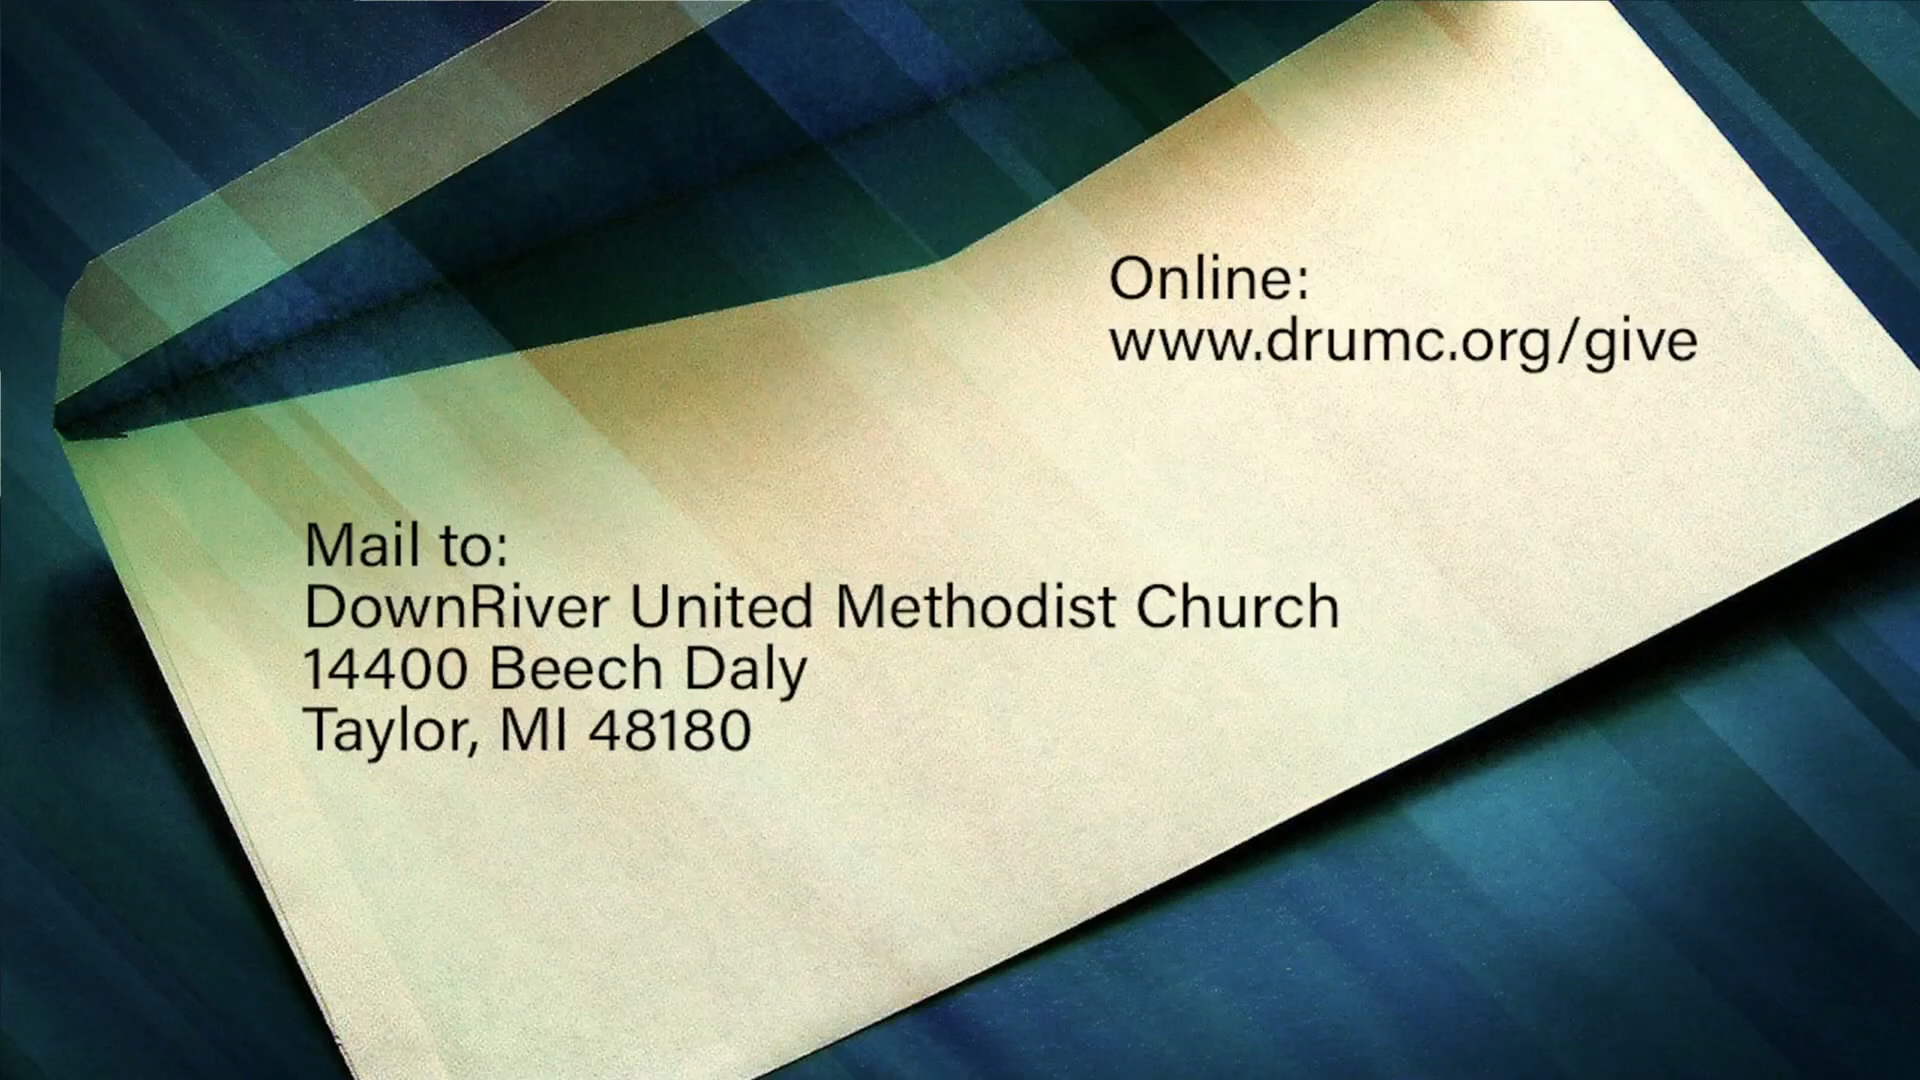 Online:
www.drumc.org/give
Mail to:
DownRiver United Methodist Church
14400 Beech Daly
Taylor, MI 48180